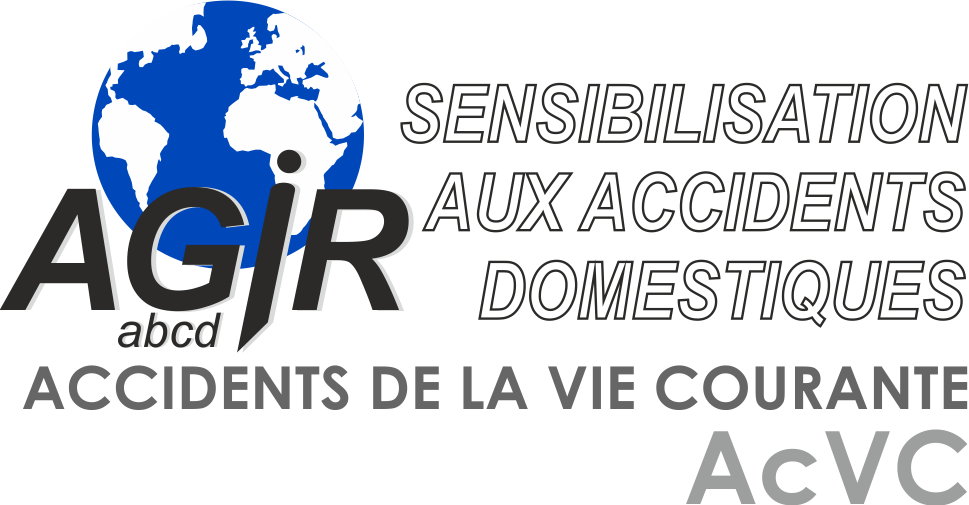 AGiR
abcd
SENSIBILISATION
AUX ACCIDENTS
DOMESTIQUES
ACCIDENTS DE LA VIE COURANTE
AcVC